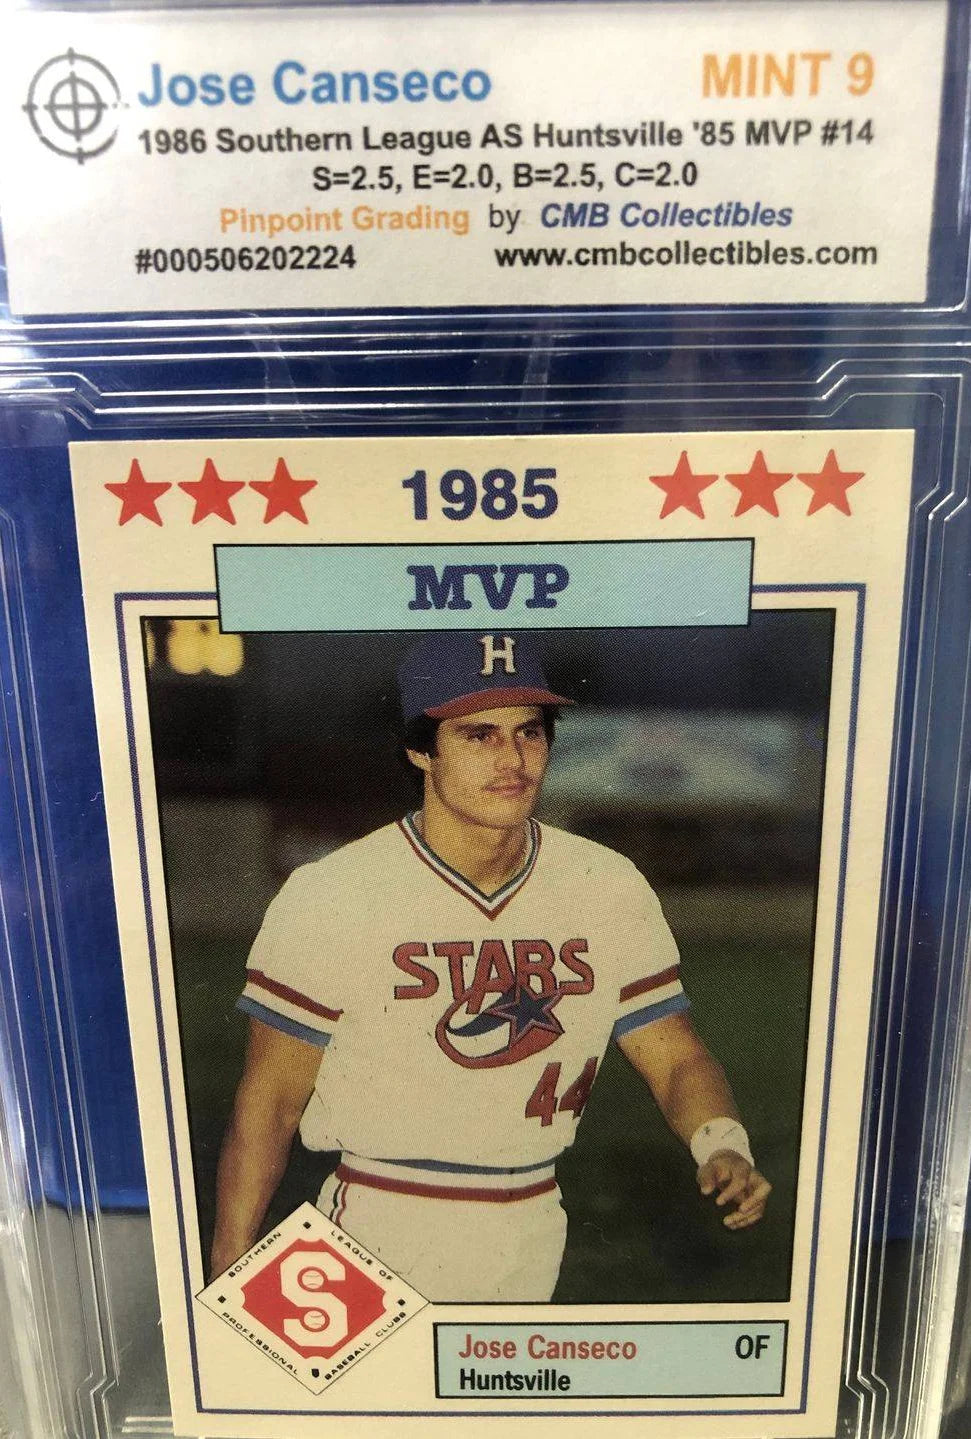 Jose Canseco MINT 9
1986 Southern League AS Huntsville '85 MVP #14
S=2.5, E=2.0, B=2.5, C=2.0
Pinpoint Grading by CMB Collectibles
#000506202224 www.cmbcollectibles.com
1985
MVP
H
STARS
44
SOUTHERN LEAGUE OF
PROFESSIONAL BASEBALL CLUBS
S
Jose Canseco OF
Huntsville